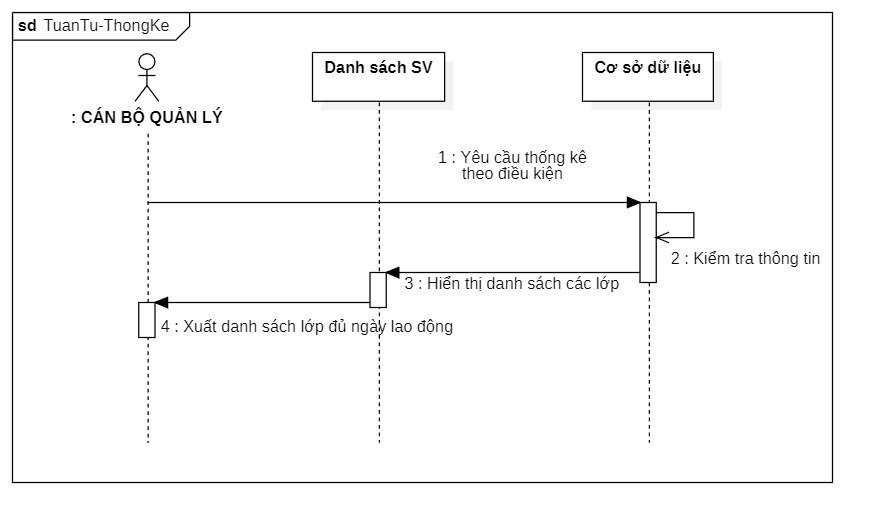 sd TuanTu-ThongKe
Danh sách SV
Cơ sở dữ liệu
: CÁN BỘ QUẢN LÝ
1 : Yêu cầu thống kê
theo điều kiện
2 : Kiểm tra thông tin
3 : Hiển thị danh sách các lớp
4 : Xuất danh sách lớp đủ ngày lao động